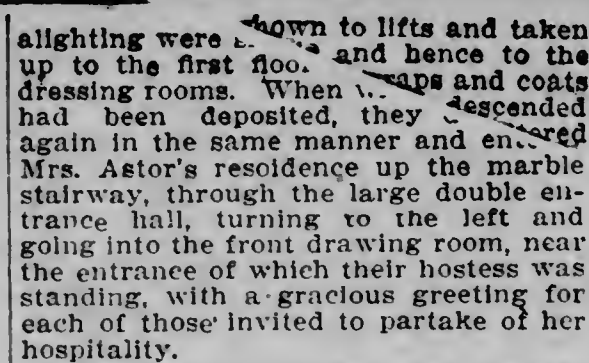 alighting were shown to lifts and taken
up to the first floor and hence to the
dressing rooms. When wraps and coats
had been deposited, they descended
again in the same manner and entered
Mrs. Astor's resoidence up the marble
stairway, through the large double en-
trance hall, turning to the left and
going into the front drawing room, near
the entrance of which their hostess was
standing, with a gracious greeting for
each of those invited to partake of her
hospitality.